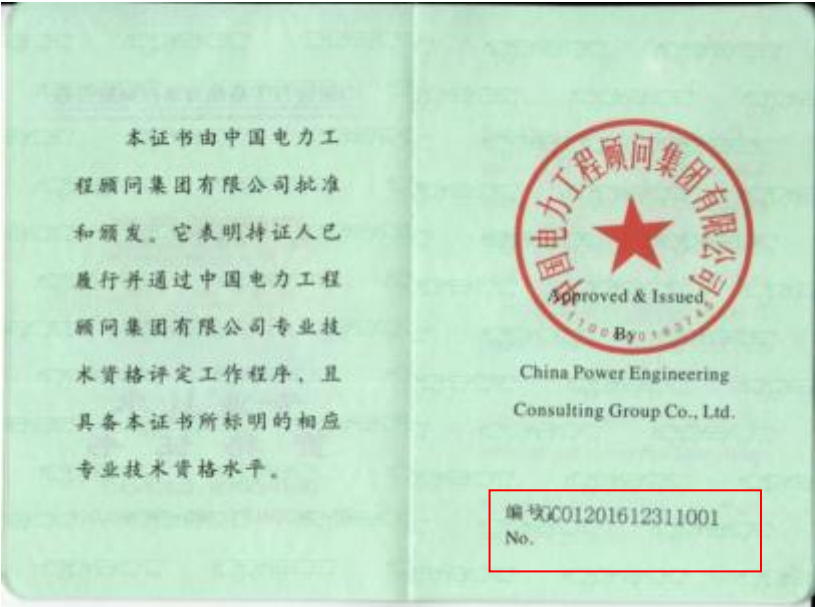 本证书由中国电力工
程顾问集团有限公司批准
和颁发。它表明持证人已
履行并通过中国电力工程
顾问集团有限公司专业技
术资格评定工作程序，且
具备本证书所标明的相应
专业技术资格水平。
中国电力工程顾问集团有限公司
Approved & Issued
By
China Power Engineering
Consulting Group Co., Ltd.
编号GC01201612311001
No.